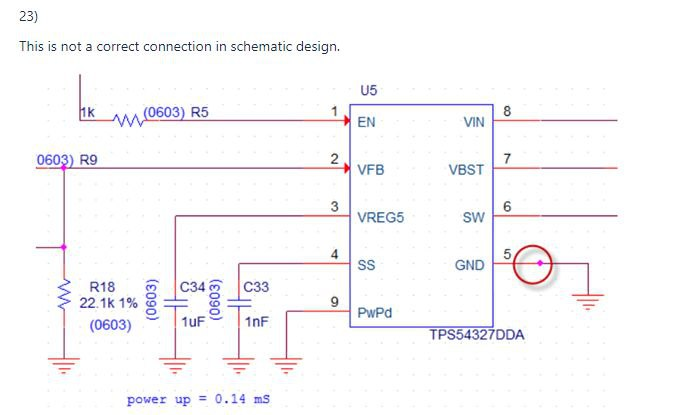 23)
This is not a correct connection in schematic design.
U5
1k
(0603) R5
1
EN
VIN
8
0603) R9
2
VFB
VBST
7
3
VREG5
SW
6
4
SS
GND
5
R18
22.1k 1%
(0603)
(0603)
C34
1uF
(0603)
C33
1nF
9
PwPd
TPS54327DDA
power up = 0.14 mS